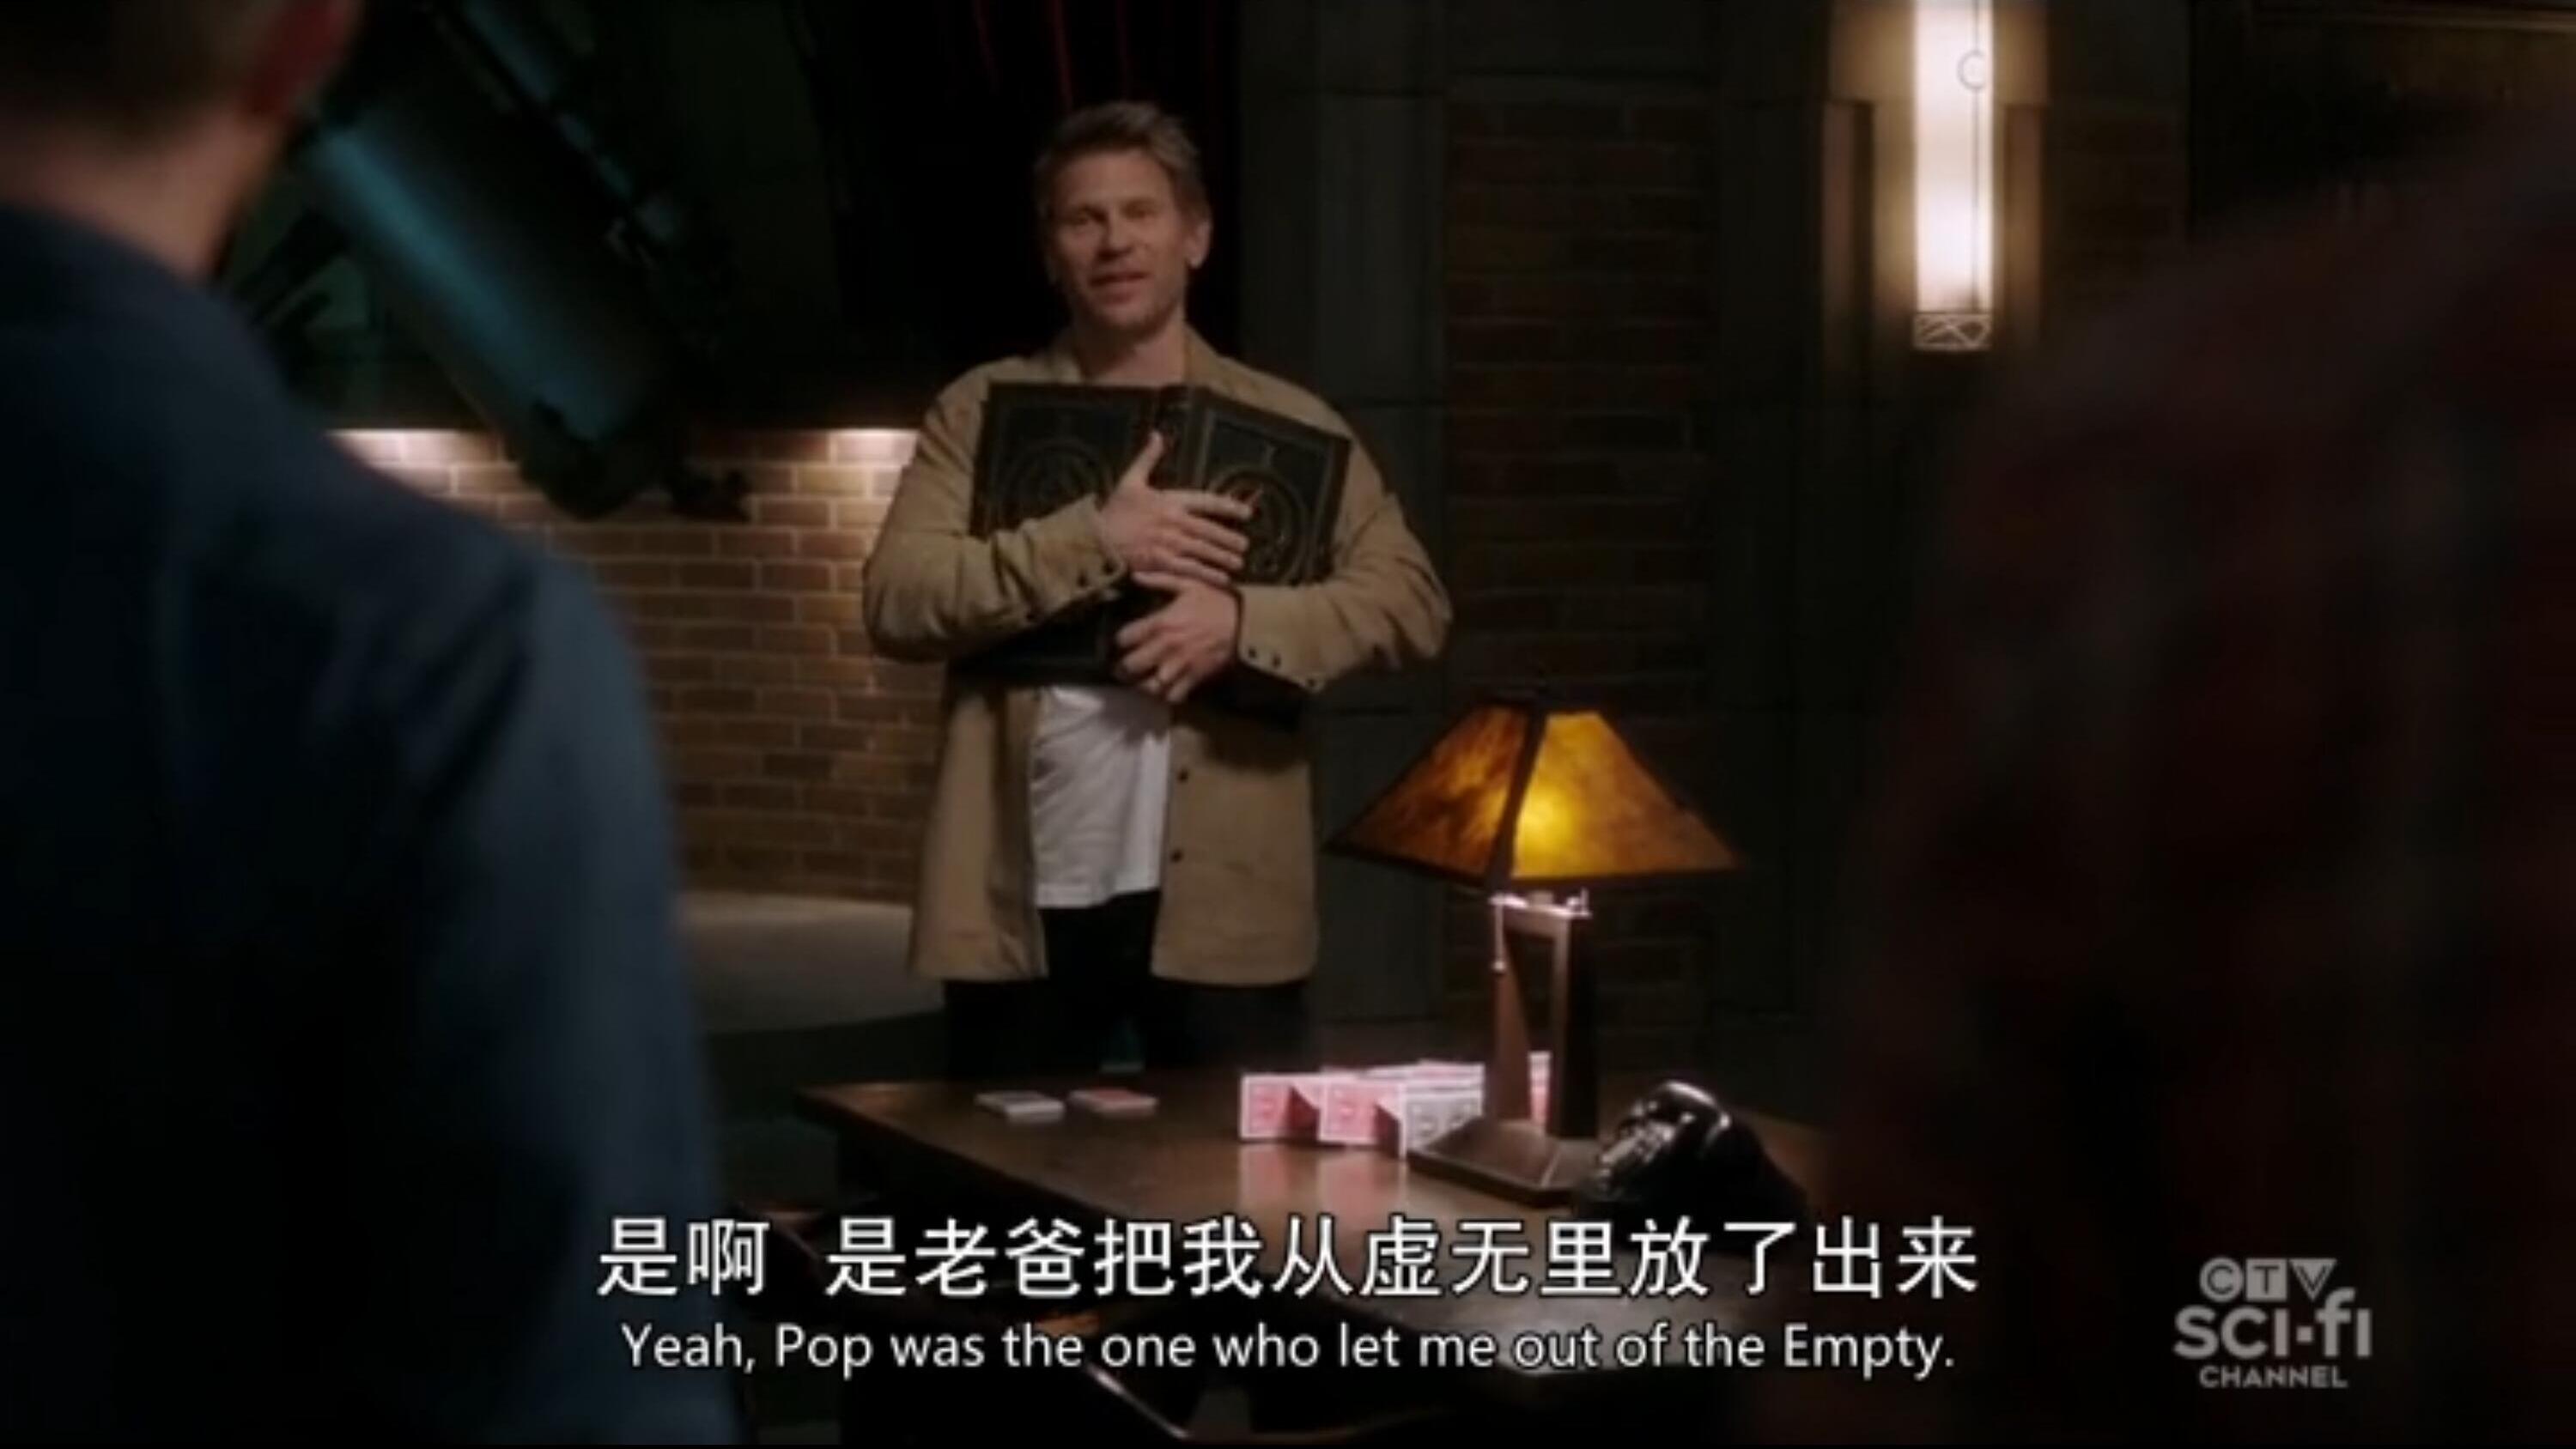 是啊 是老爸把我从虚无里放了出来
Yeah, Pop was the one who let me out of the Empty.
CTV
SCI-FI
CHANNEL